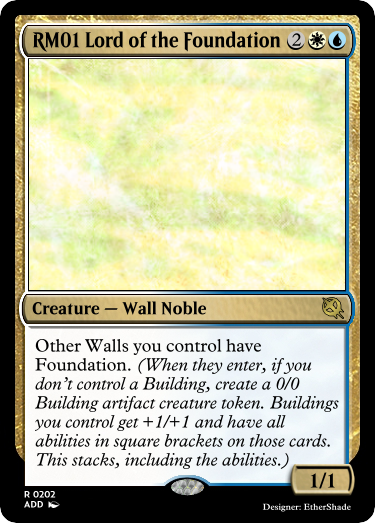 RM01 Lord of the Foundation 2
Creature — Wall Noble
Other Walls you control have
Foundation. (When they enter, if you
don't control a Building, create a 0/0
Building artifact creature token. Buildings
you control get +1/+1 and have all
abilities in square brackets on those cards.
This stacks, including the abilities.)
1/1
R 0202
ADD
Designer: EtherShade